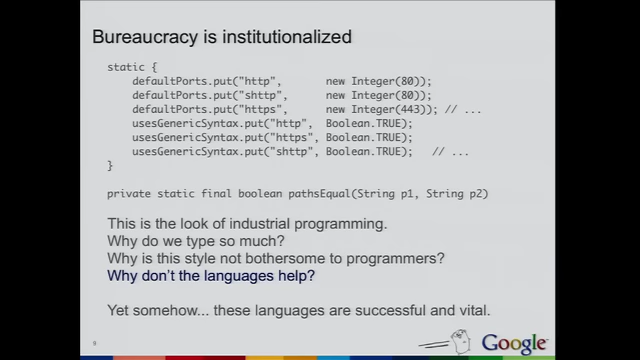 Bureaucracy is institutionalized
static {
defaultPorts.put("http", new Integer(80));
defaultPorts.put("shttp", new Integer(80));
defaultPorts.put("https", new Integer(443)); // ...
usesGenericSyntax.put("http", Boolean.TRUE);
usesGenericSyntax.put("https", Boolean.TRUE);
usesGenericSyntax.put("shttp", Boolean.TRUE); // ...
}
private static final boolean pathsEqual(String p1, String p2)
This is the look of industrial programming.
Why do we type so much?
Why is this style not bothersome to programmers?
Why don't the languages help?
Yet somehow... these languages are successful and vital.
Google